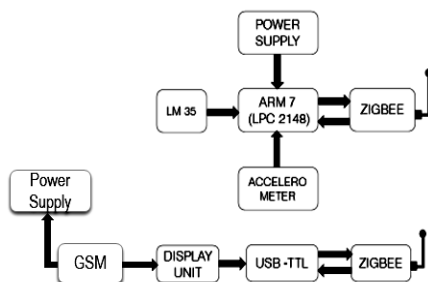 POWER
SUPPLY
LM 35
ARM 7
(LPC 2148)
ZIGBEE
ACCELERO
METER
Power
Supply
GSM
DISPLAY
UNIT
USB -TTL
ZIGBEE